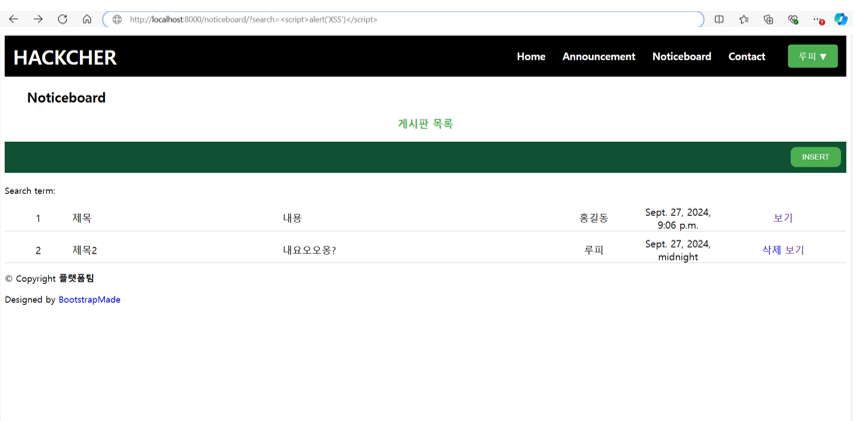 http://localhost:8000/noticeboard/?search=<script>alert('XSS')</script>
HACKCHER Home Announcement Noticeboard Contact 루피 ▼
Noticeboard
게시판 목록
INSERT
Search term:
1 제목 내용 홍길동 Sept. 27, 2024, 9:06 p.m. 보기
2 제목2 내요오오옹? 루피 Sept. 27, 2024, midnight 삭제 보기
© Copyright 플랫폼팀
Designed by BootstrapMade